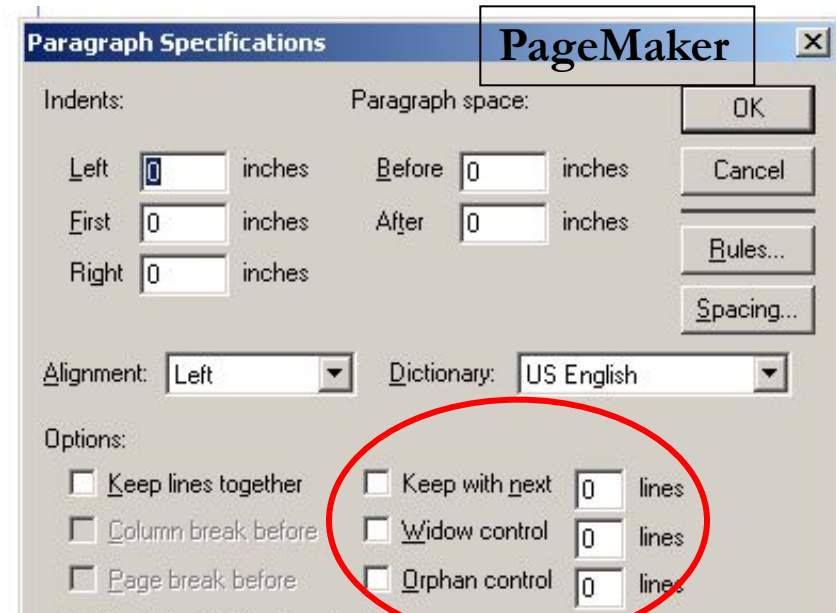 Paragraph Specifications
PageMaker
Indents:
Paragraph space:
OK
Left 0 inches
Before 0 inches
Cancel
First 0 inches
After 0 inches
Rules...
Right 0 inches
Spacing...
Alignment: Left
Dictionary: US English
Options:
Keep lines together
Keep with next 0 lines
Column break before
Widow control 0 lines
Page break before
Orphan control 0 lines